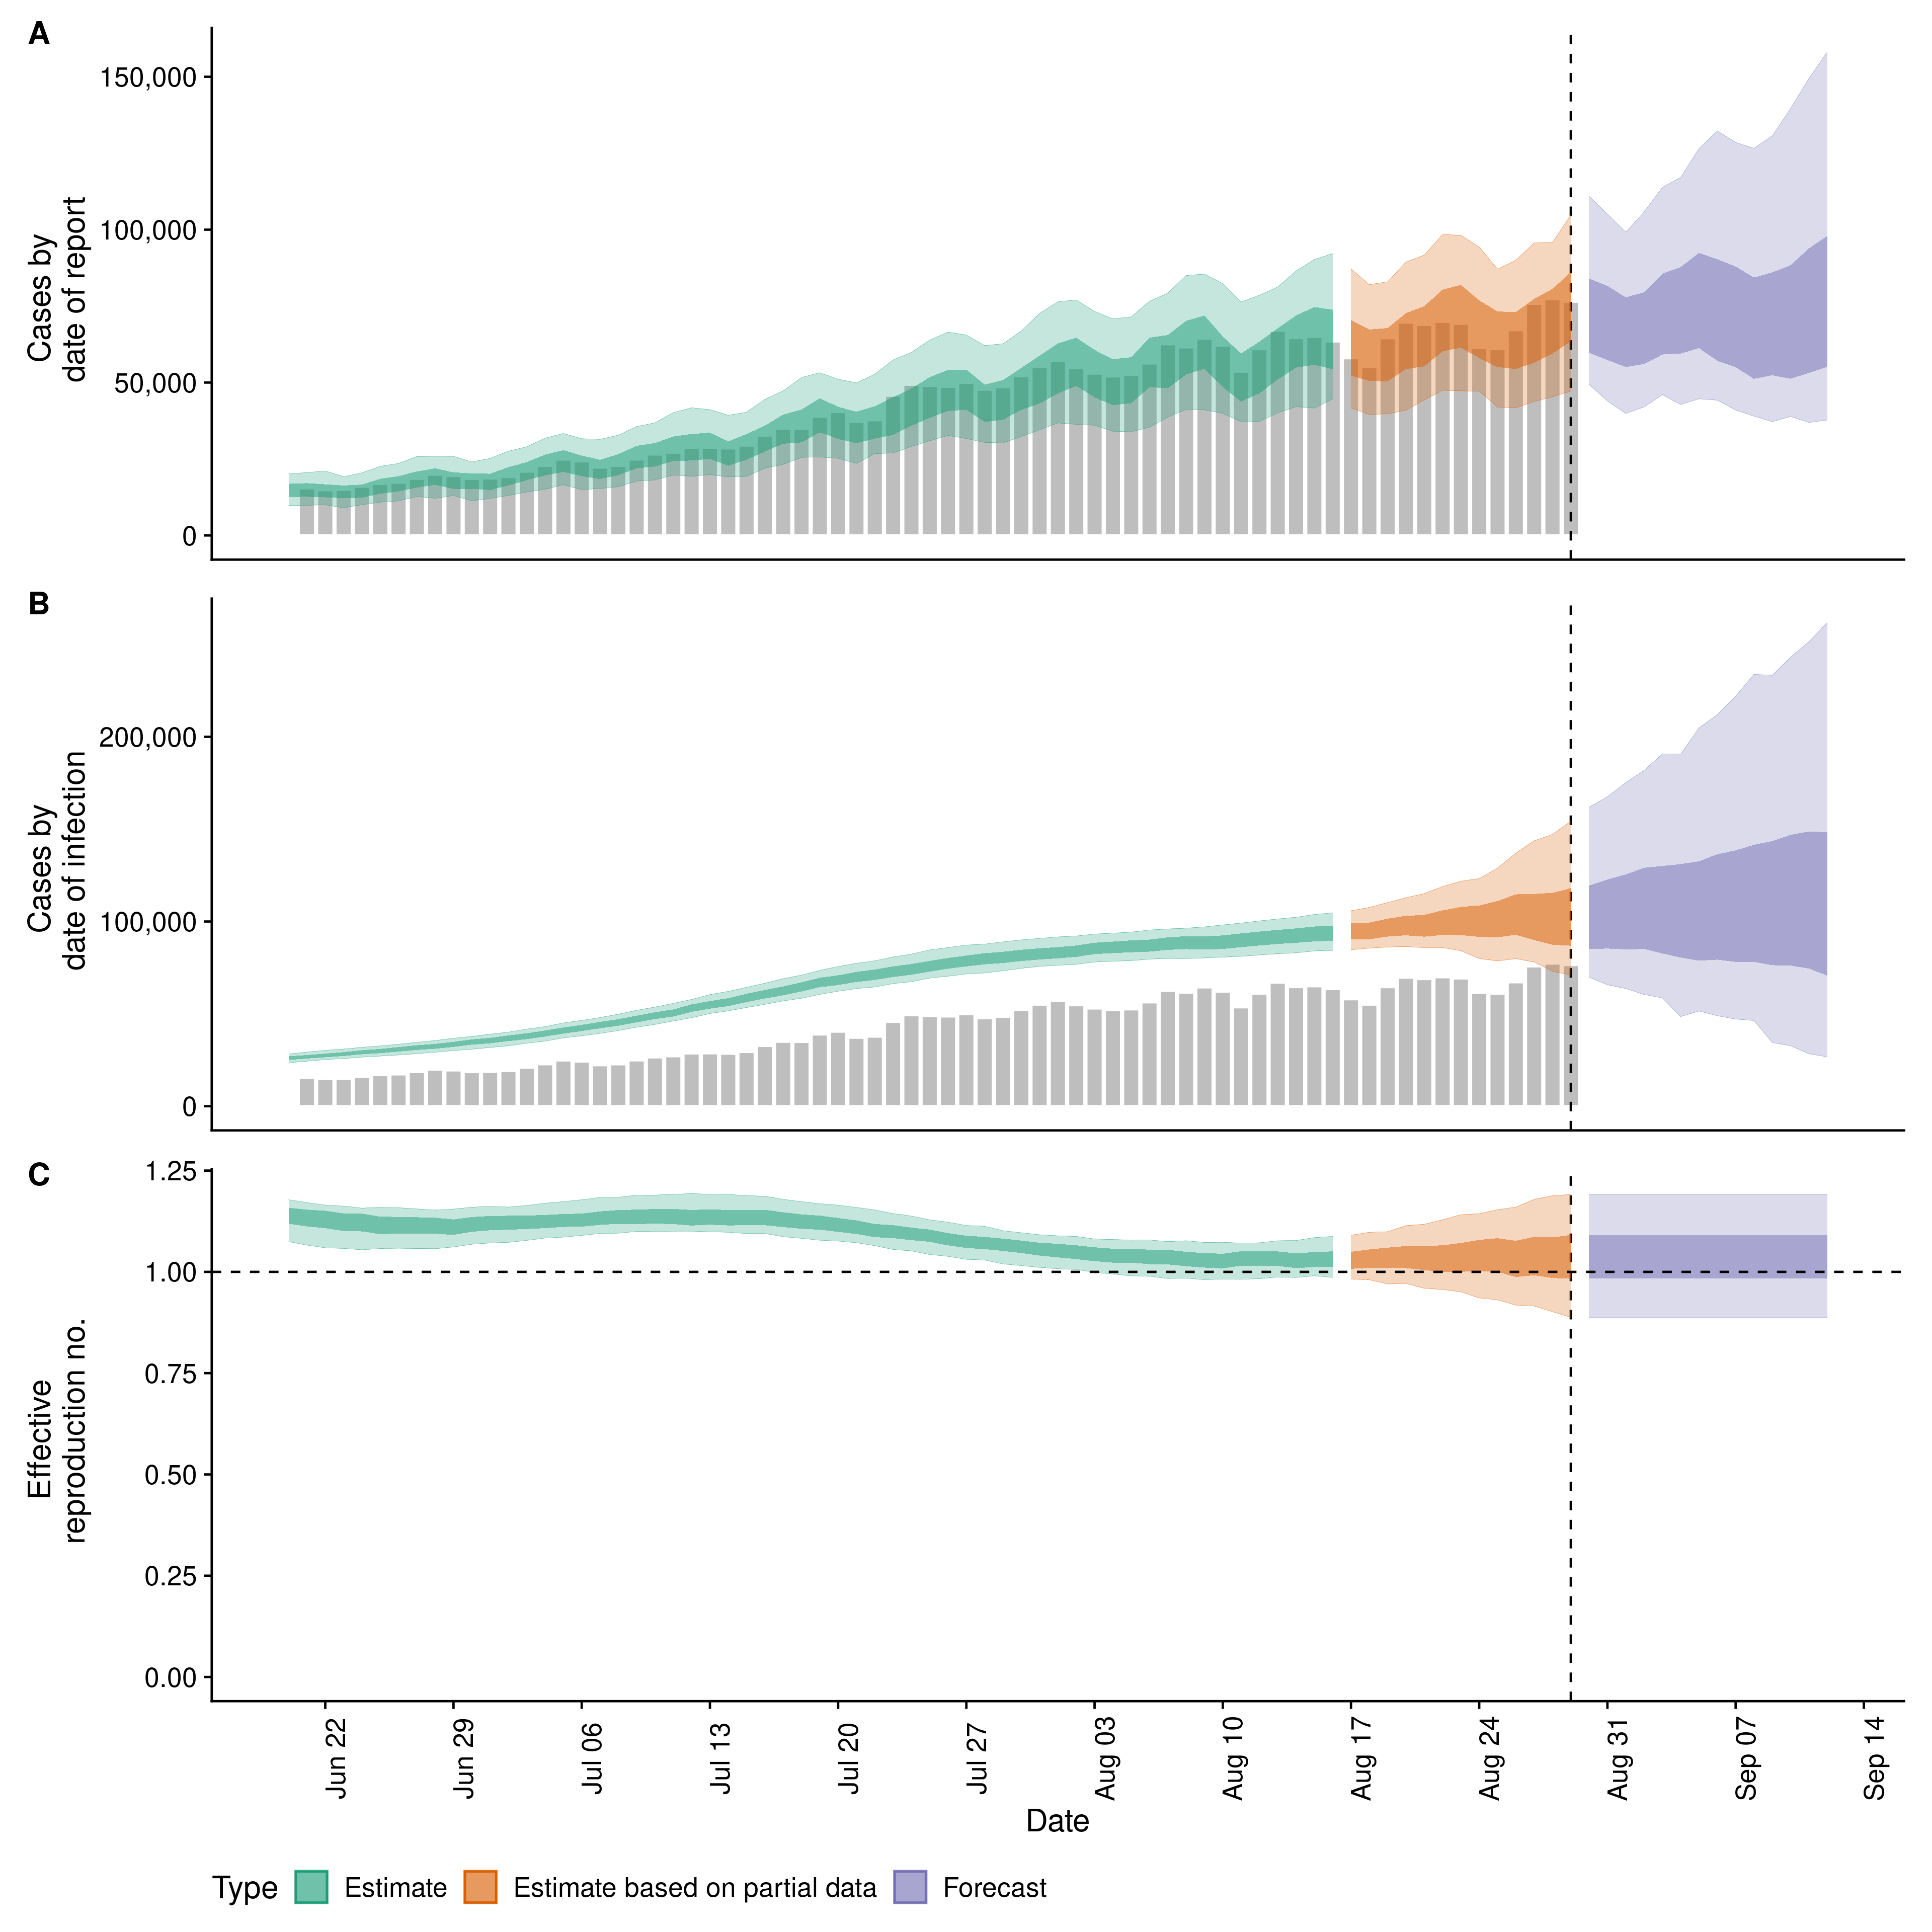 A
Cases by
date of report
150,000
100,000
50,000
0
B
Cases by
date of infection
200,000
100,000
0
C
Effective
reproduction no.
1.25
1.00
0.75
0.50
0.25
0.00
Jun 22
Jun 29
Jul 06
Jul 13
Jul 20
Jul 27
Aug 03
Aug 10
Aug 17
Aug 24
Aug 31
Sep 07
Sep 14
Date
Type Estimate Estimate based on partial data Forecast